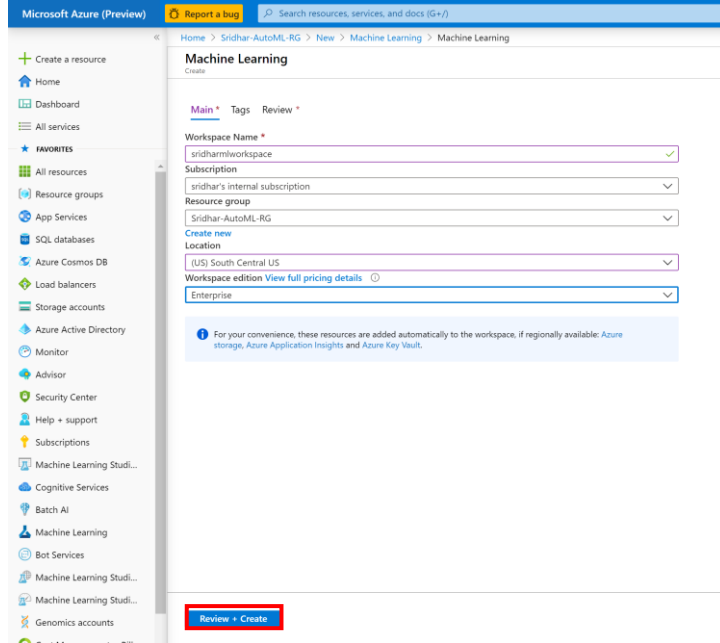 Microsoft Azure (Preview)
Report a bug
Search resources, services, and docs (G+/)
«
Home > Sridhar-AutoML-RG > New > Machine Learning > Machine Learning
Machine Learning
Create
Create a resource
Home
Dashboard
All services
FAVORITES
All resources
Resource groups
App Services
SQL databases
Azure Cosmos DB
Load balancers
Storage accounts
Azure Active Directory
Monitor
Advisor
Security Center
Help + support
Subscriptions
Machine Learning Studi...
Cognitive Services
Batch AI
Machine Learning
Bot Services
Machine Learning Studi...
Machine Learning Studi...
Genomics accounts
Main * Tags Review *
Workspace Name *
sridharmlworkspace
Subscription
sridhar's internal subscription
Resource group
Sridhar-AutoML-RG
Create new
Location
(US) South Central US
Workspace edition View full pricing details
Enterprise
For your convenience, these resources are added automatically to the workspace, if regionally available: Azure
storage, Azure Application Insights and Azure Key Vault.
Review + Create